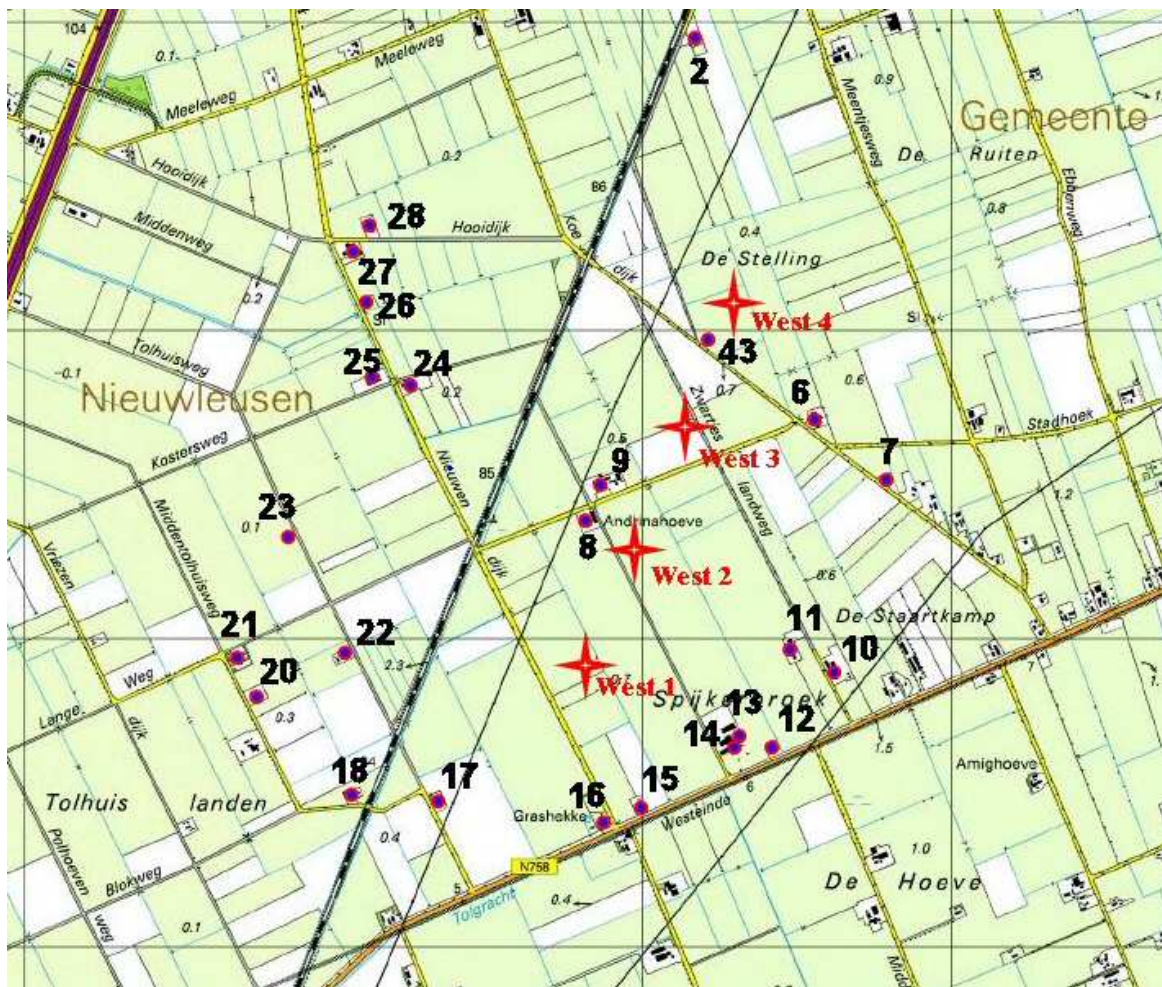 104
0.1
Meeleweg
2
Meeleweg
0.9
Meentjesweg
Gemeente
De Ruiten
Hooidijk
0.2
86
Ebbenweg
Middenweg
28
Hooidijk
Koe
dijk
0.4
0.8
De Stelling
27
0.2
26
Sl
West 4
Sl
Tolhuisweg
43
-0.1
25
24
0.2
0.7
0.6
Nieuwleusen
Zwarries
landweg
6
Stadhoek
Kostersweg
Nieuwen
dijk
0.5
West 3
7
85
9
1.2
23
0.1
Middentolhuisweg
8
Andrinahoeve
Vriezen
dijk
West 2
0.6
De Staartkamp
21
22
2.3
11
10
7
20
Weg
West 1
Lange
0.3
Spijkerbroek
13
14
12
1.5
Amighoeve
18
17
16
15
6
Tolhuis landen
Grashekke
Westeinde
0.4
Polhoeven
weg
Blokweg
N758
1.0
De Hoeve
5
Tolgracht
0.4
0.1